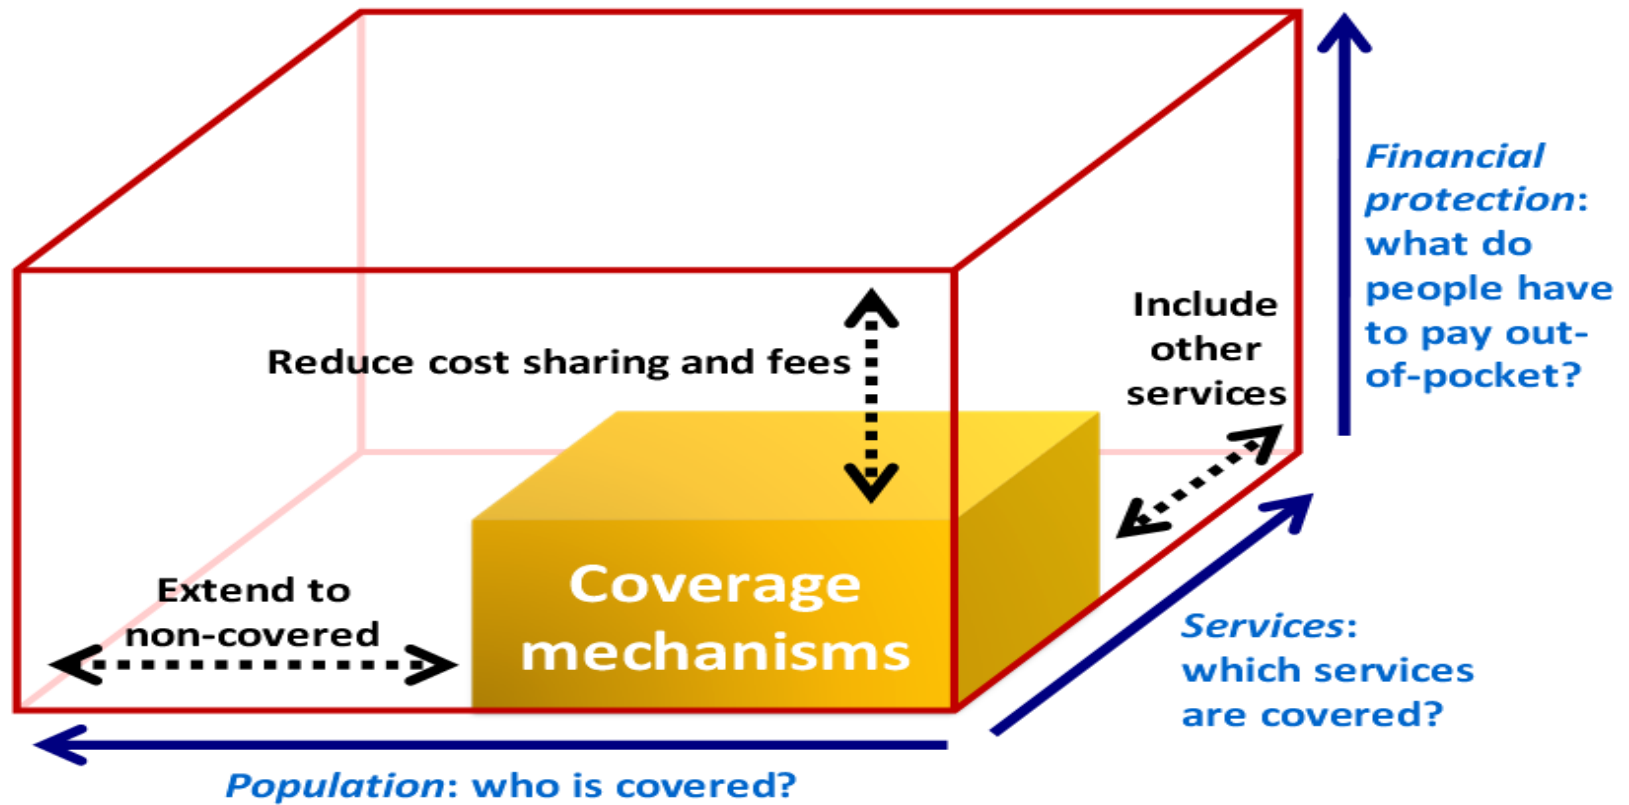 Financial
protection:
what do
people have
to pay out-
of-pocket?
Include
other
services
Reduce cost sharing and fees
Coverage
mechanisms
Extend to
non-covered
Services:
which services
are covered?
Population: who is covered?